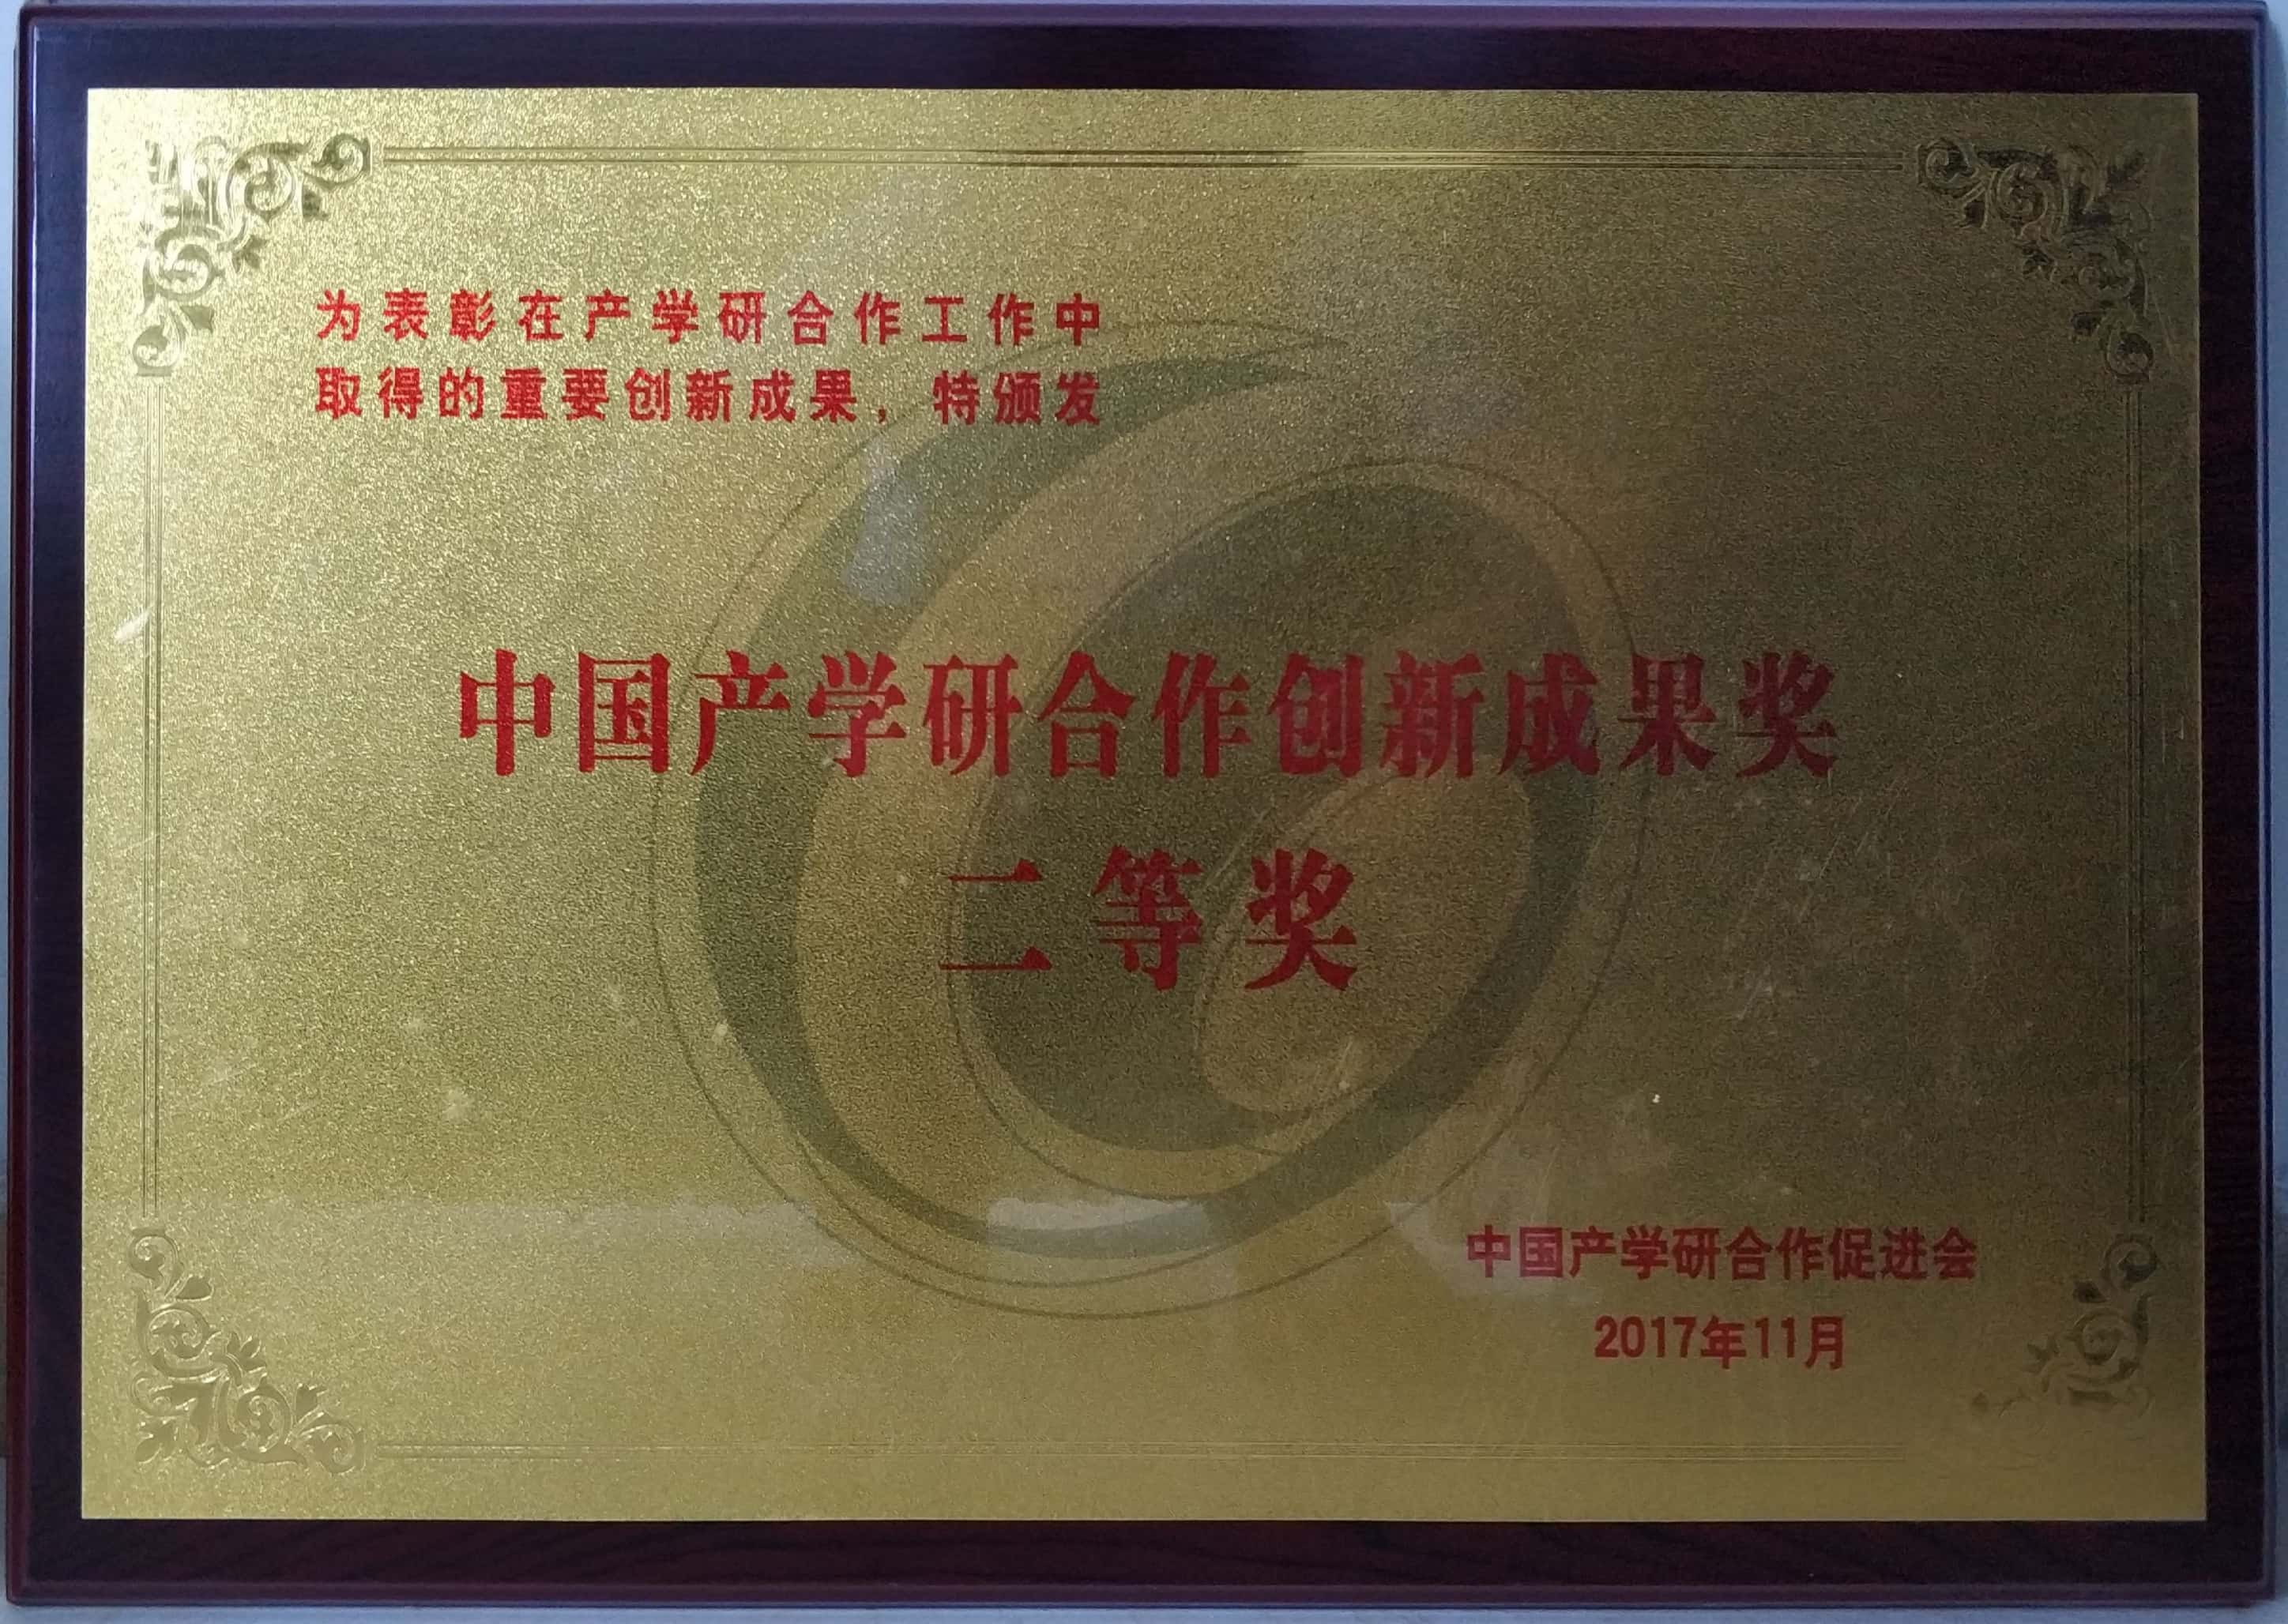 为表彰在产学研合作工作中
取得的重要创新成果，特颁发
中国产学研合作创新成果奖
二等奖
中国产学研合作促进会
2017年11月